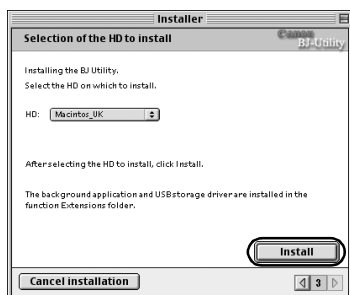 Installer
Selection of the HD to install
Canon
BJ-Utility
Installing the BJ Utility.
Select the HD on which to install.
HD: Macintos_UK
After selecting the HD to install, click Install.
The background application and USB storage driver are installed in the
function Extensions folder.
Install
Cancel installation
3